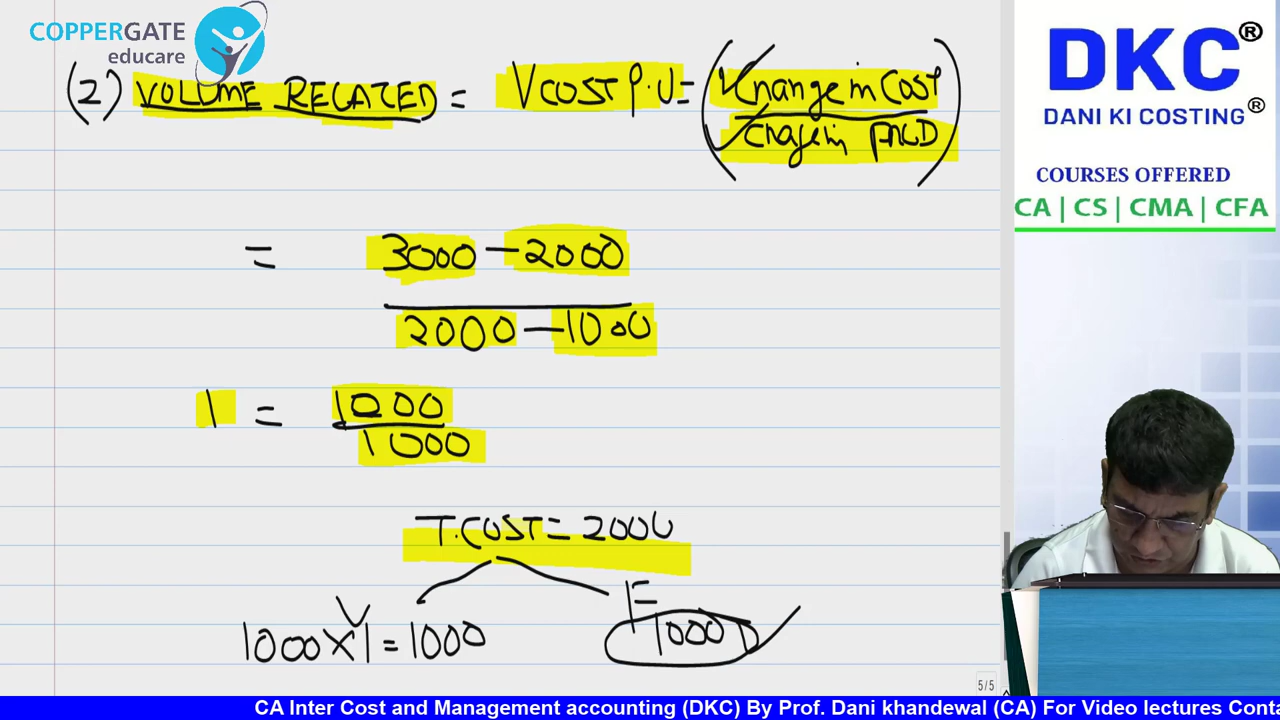 COPPERGATE
educare
(2) VOLUME RELATED = V COST P.U = (Change in Cost
Chage in PROD)
= 3000 - 2000
2000 - 1000
1 = 1000
1000
T.COST = 2000
V F
1000 X 1 = 1000 1000
5/5
DKC®
DANI KI COSTING®
COURSES OFFERED
CA | CS | CMA | CFA
CA Inter Cost and Management accounting (DKC) By Prof. Dani khandewal (CA) For Video lectures Conta